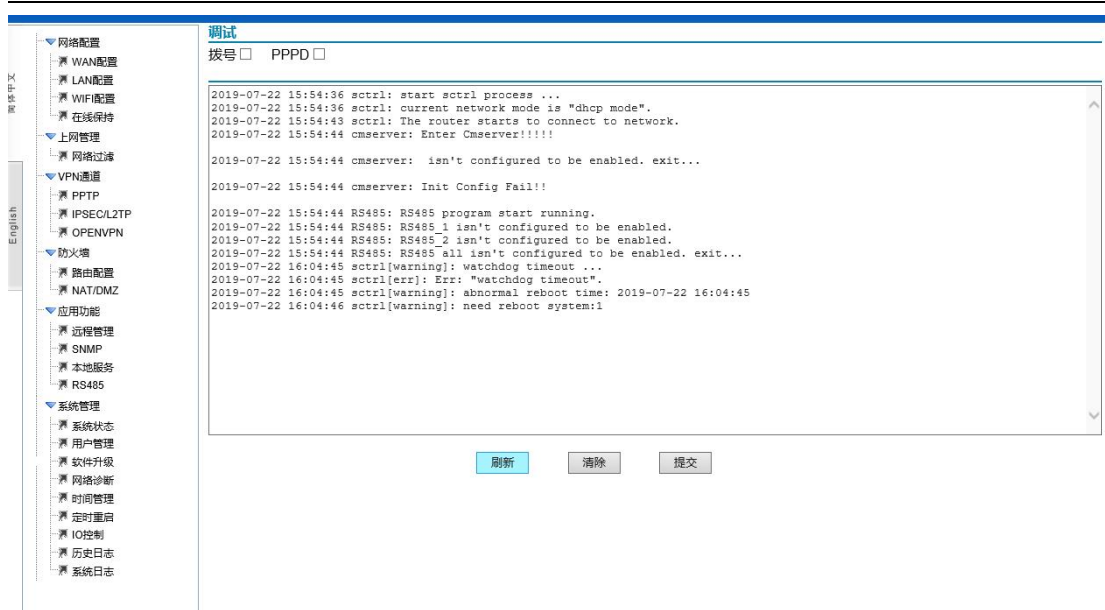 简体中文
English
网络配置
WAN配置
LAN配置
WIFI配置
在线保持
上网管理
网络过滤
VPN通道
PPTP
IPSEC/L2TP
OPENVPN
防火墙
路由配置
NAT/DMZ
应用功能
远程管理
SNMP
本地服务
RS485
系统管理
系统状态
用户管理
软件升级
网络诊断
时间管理
定时重启
IO控制
历史日志
系统日志
调试
拨号 PPPD
2019-07-22 15:54:36 sctrl: start sctrl process ...
2019-07-22 15:54:36 sctrl: current network mode is "dhcp mode".
2019-07-22 15:54:43 sctrl: The router starts to connect to network.
2019-07-22 15:54:44 cmserver: Enter Cmserver!!!!!
2019-07-22 15:54:44 cmserver:  isn't configured to be enabled. exit...
2019-07-22 15:54:44 cmserver: Init Config Fail!!
2019-07-22 15:54:44 RS485: RS485 program start running.
2019-07-22 15:54:44 RS485: RS485_1 isn't configured to be enabled.
2019-07-22 15:54:44 RS485: RS485_2 isn't configured to be enabled.
2019-07-22 15:54:44 RS485: RS485 all isn't configured to be enabled. exit...
2019-07-22 16:04:45 sctrl[warning]: watchdog timeout ...
2019-07-22 16:04:45 sctrl[err]: Err: "watchdog timeout".
2019-07-22 16:04:45 sctrl[warning]: abnormal reboot time: 2019-07-22 16:04:45
2019-07-22 16:04:46 sctrl[warning]: need reboot system:1
刷新 清除 提交